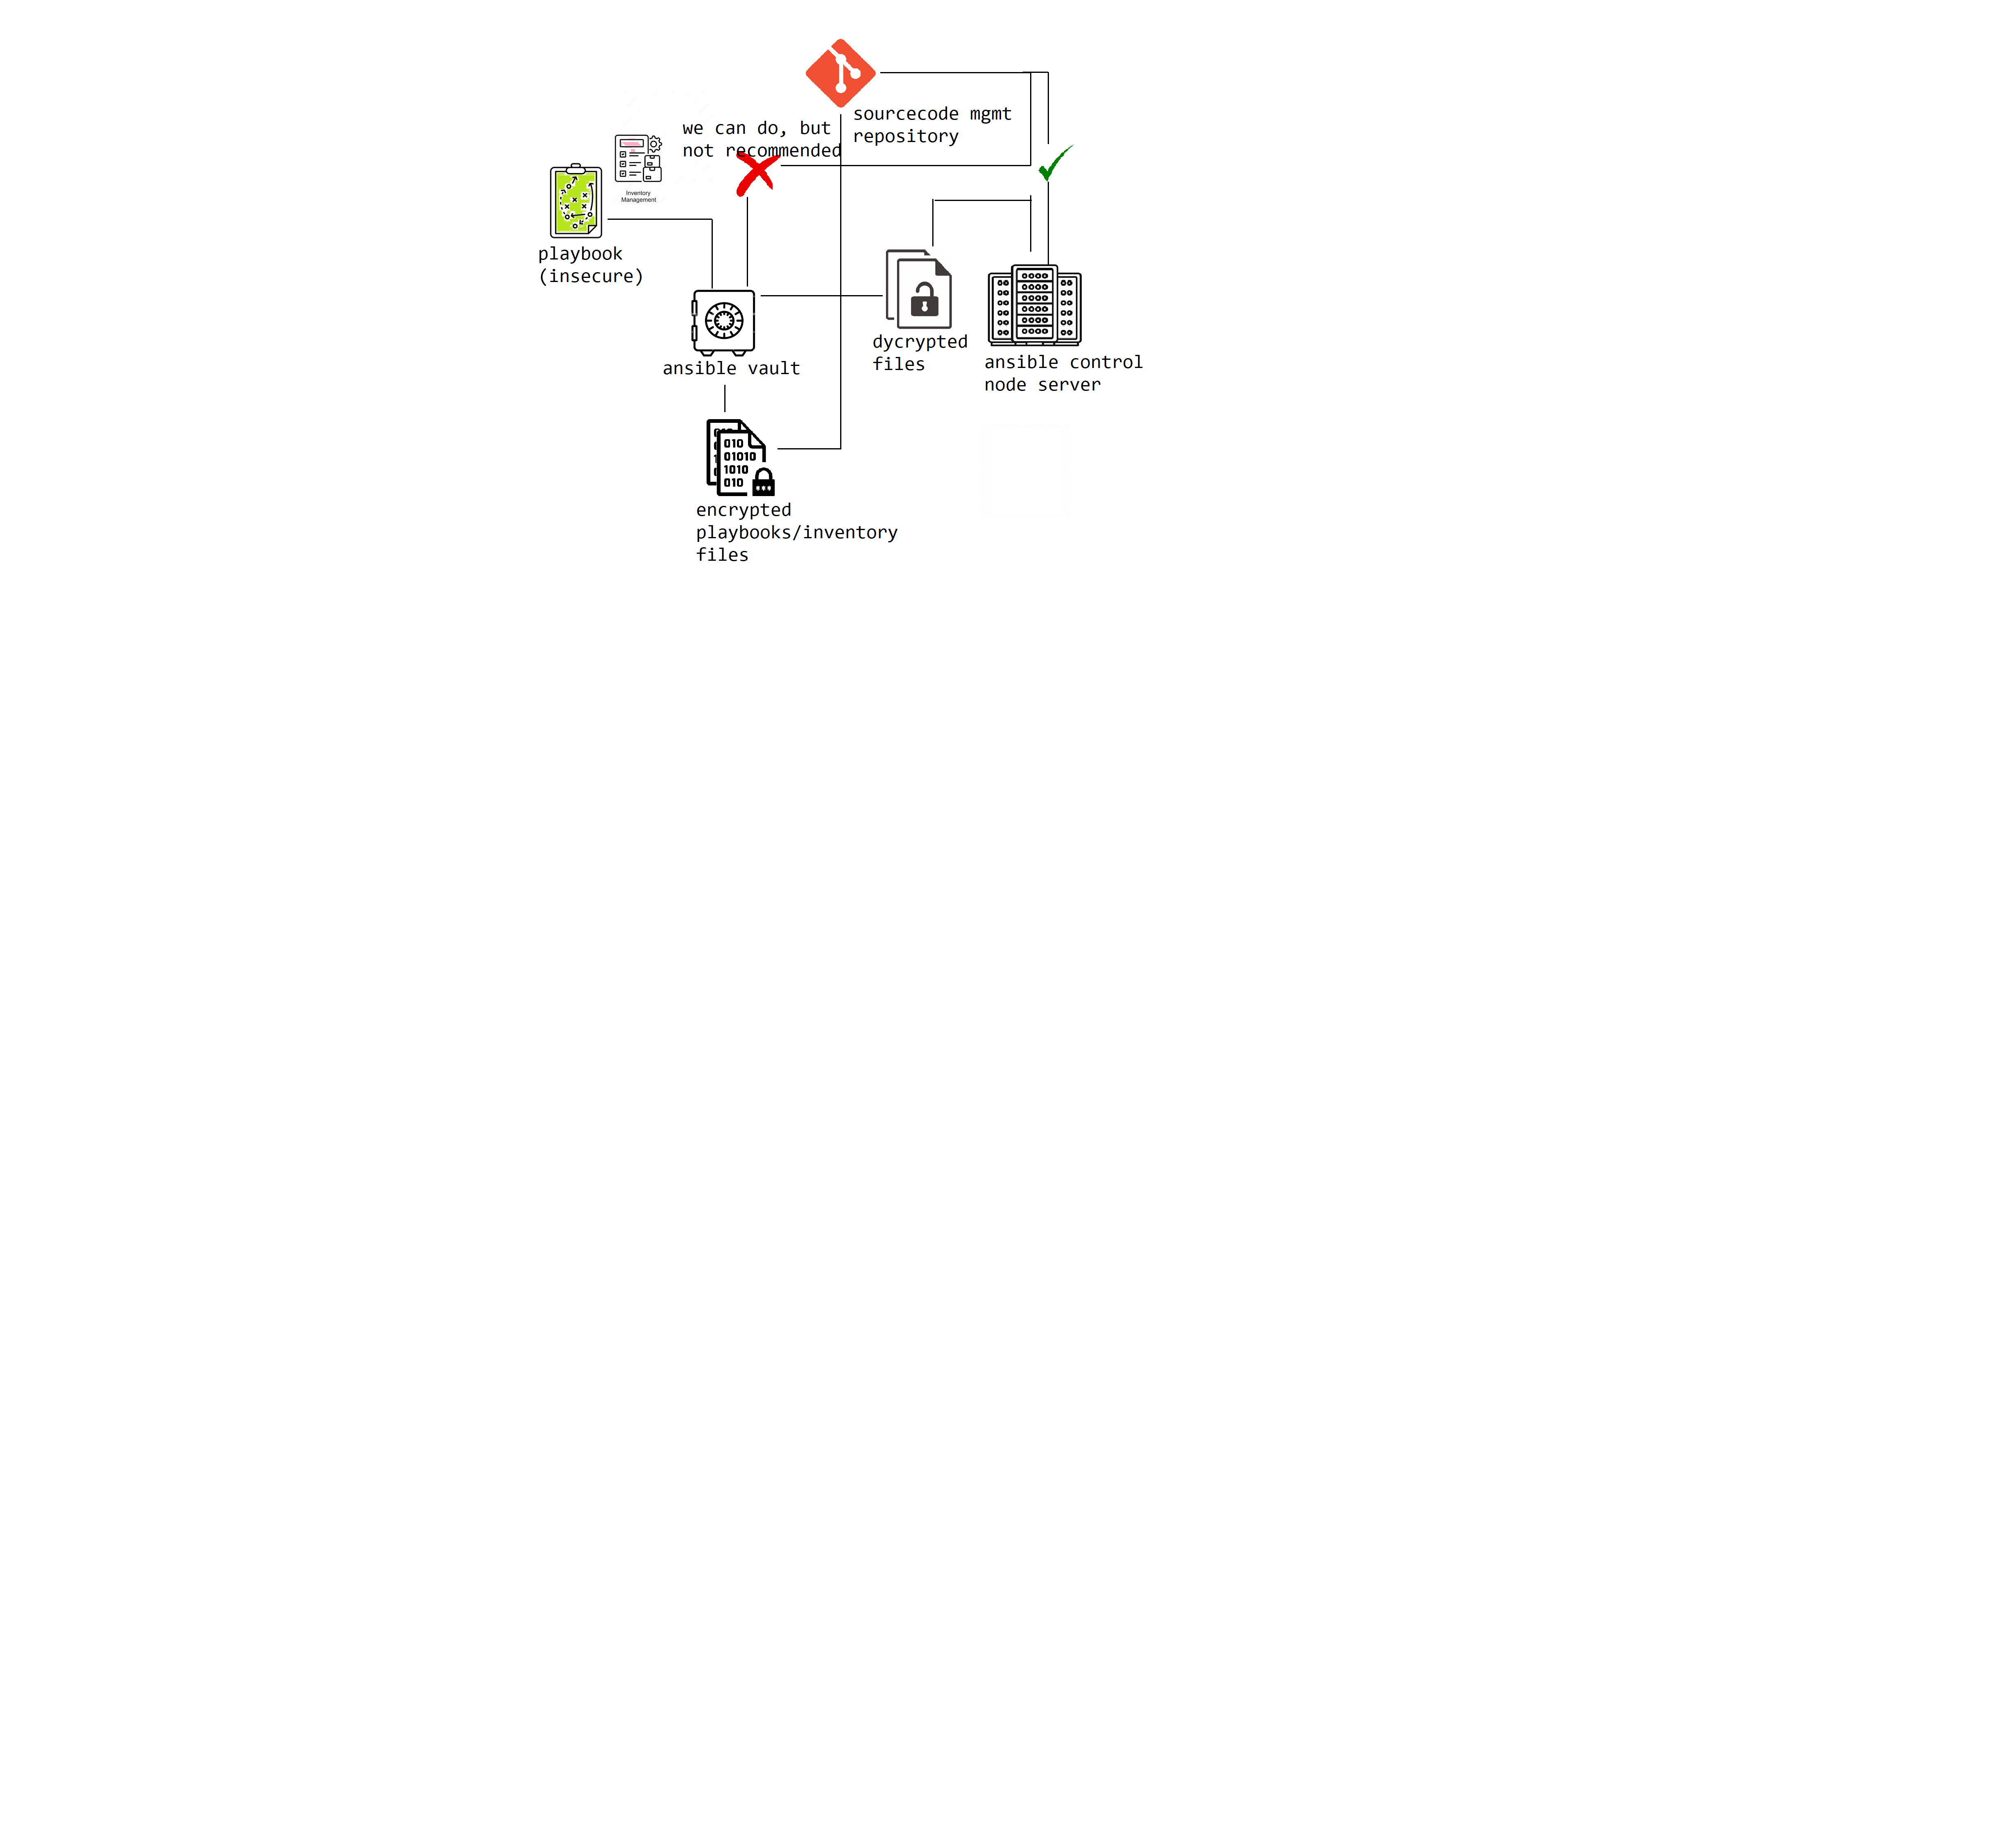 sourcecode mgmt
repository
we can do, but
not recommended
Inventory
Management
playbook
(insecure)
ansible vault
dycrypted
files
ansible control
node server
010
01010
1010
010
encrypted
playbooks/inventory
files